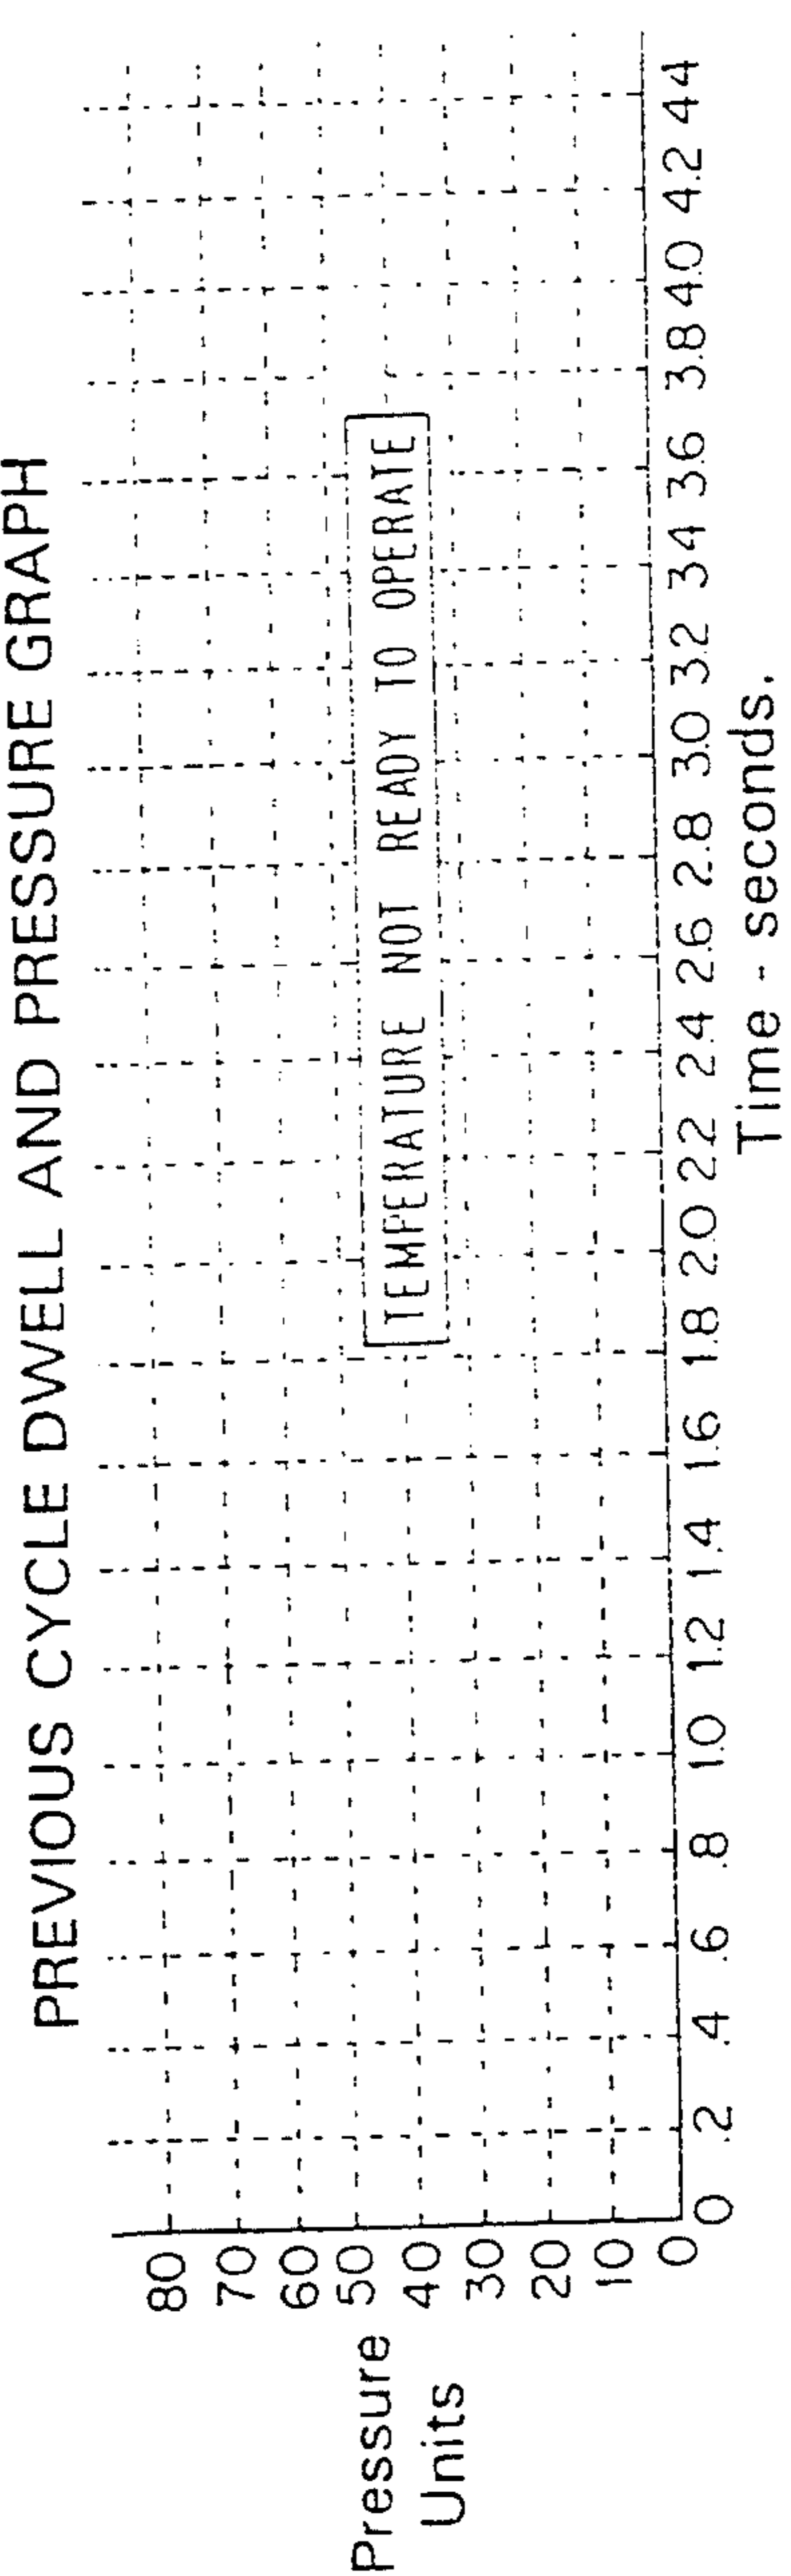 PREVIOUS CYCLE DWELL AND PRESSURE GRAPH
80
70
60
Pressure 50
Units 40
30
20
10
0
TEMPERATURE NOT READY TO OPERATE
0 .2 .4 .6 .8 1.0 1.2 1.4 1.6 1.8 2.0 2.2 2.4 2.6 2.8 3.0 3.2 3.4 3.6 3.8 4.0 4.2 4.4
Time - seconds.